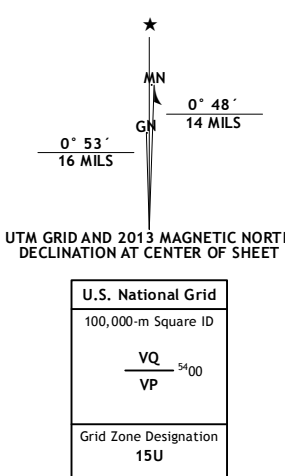 ★
MN
0° 48´
14 MILS
GN
0° 53´
16 MILS
UTM GRID AND 2013 MAGNETIC NORTH
DECLINATION AT CENTER OF SHEET
U.S. National Grid
100,000-m Square ID
VQ
5400
VP
Grid Zone Designation
15U